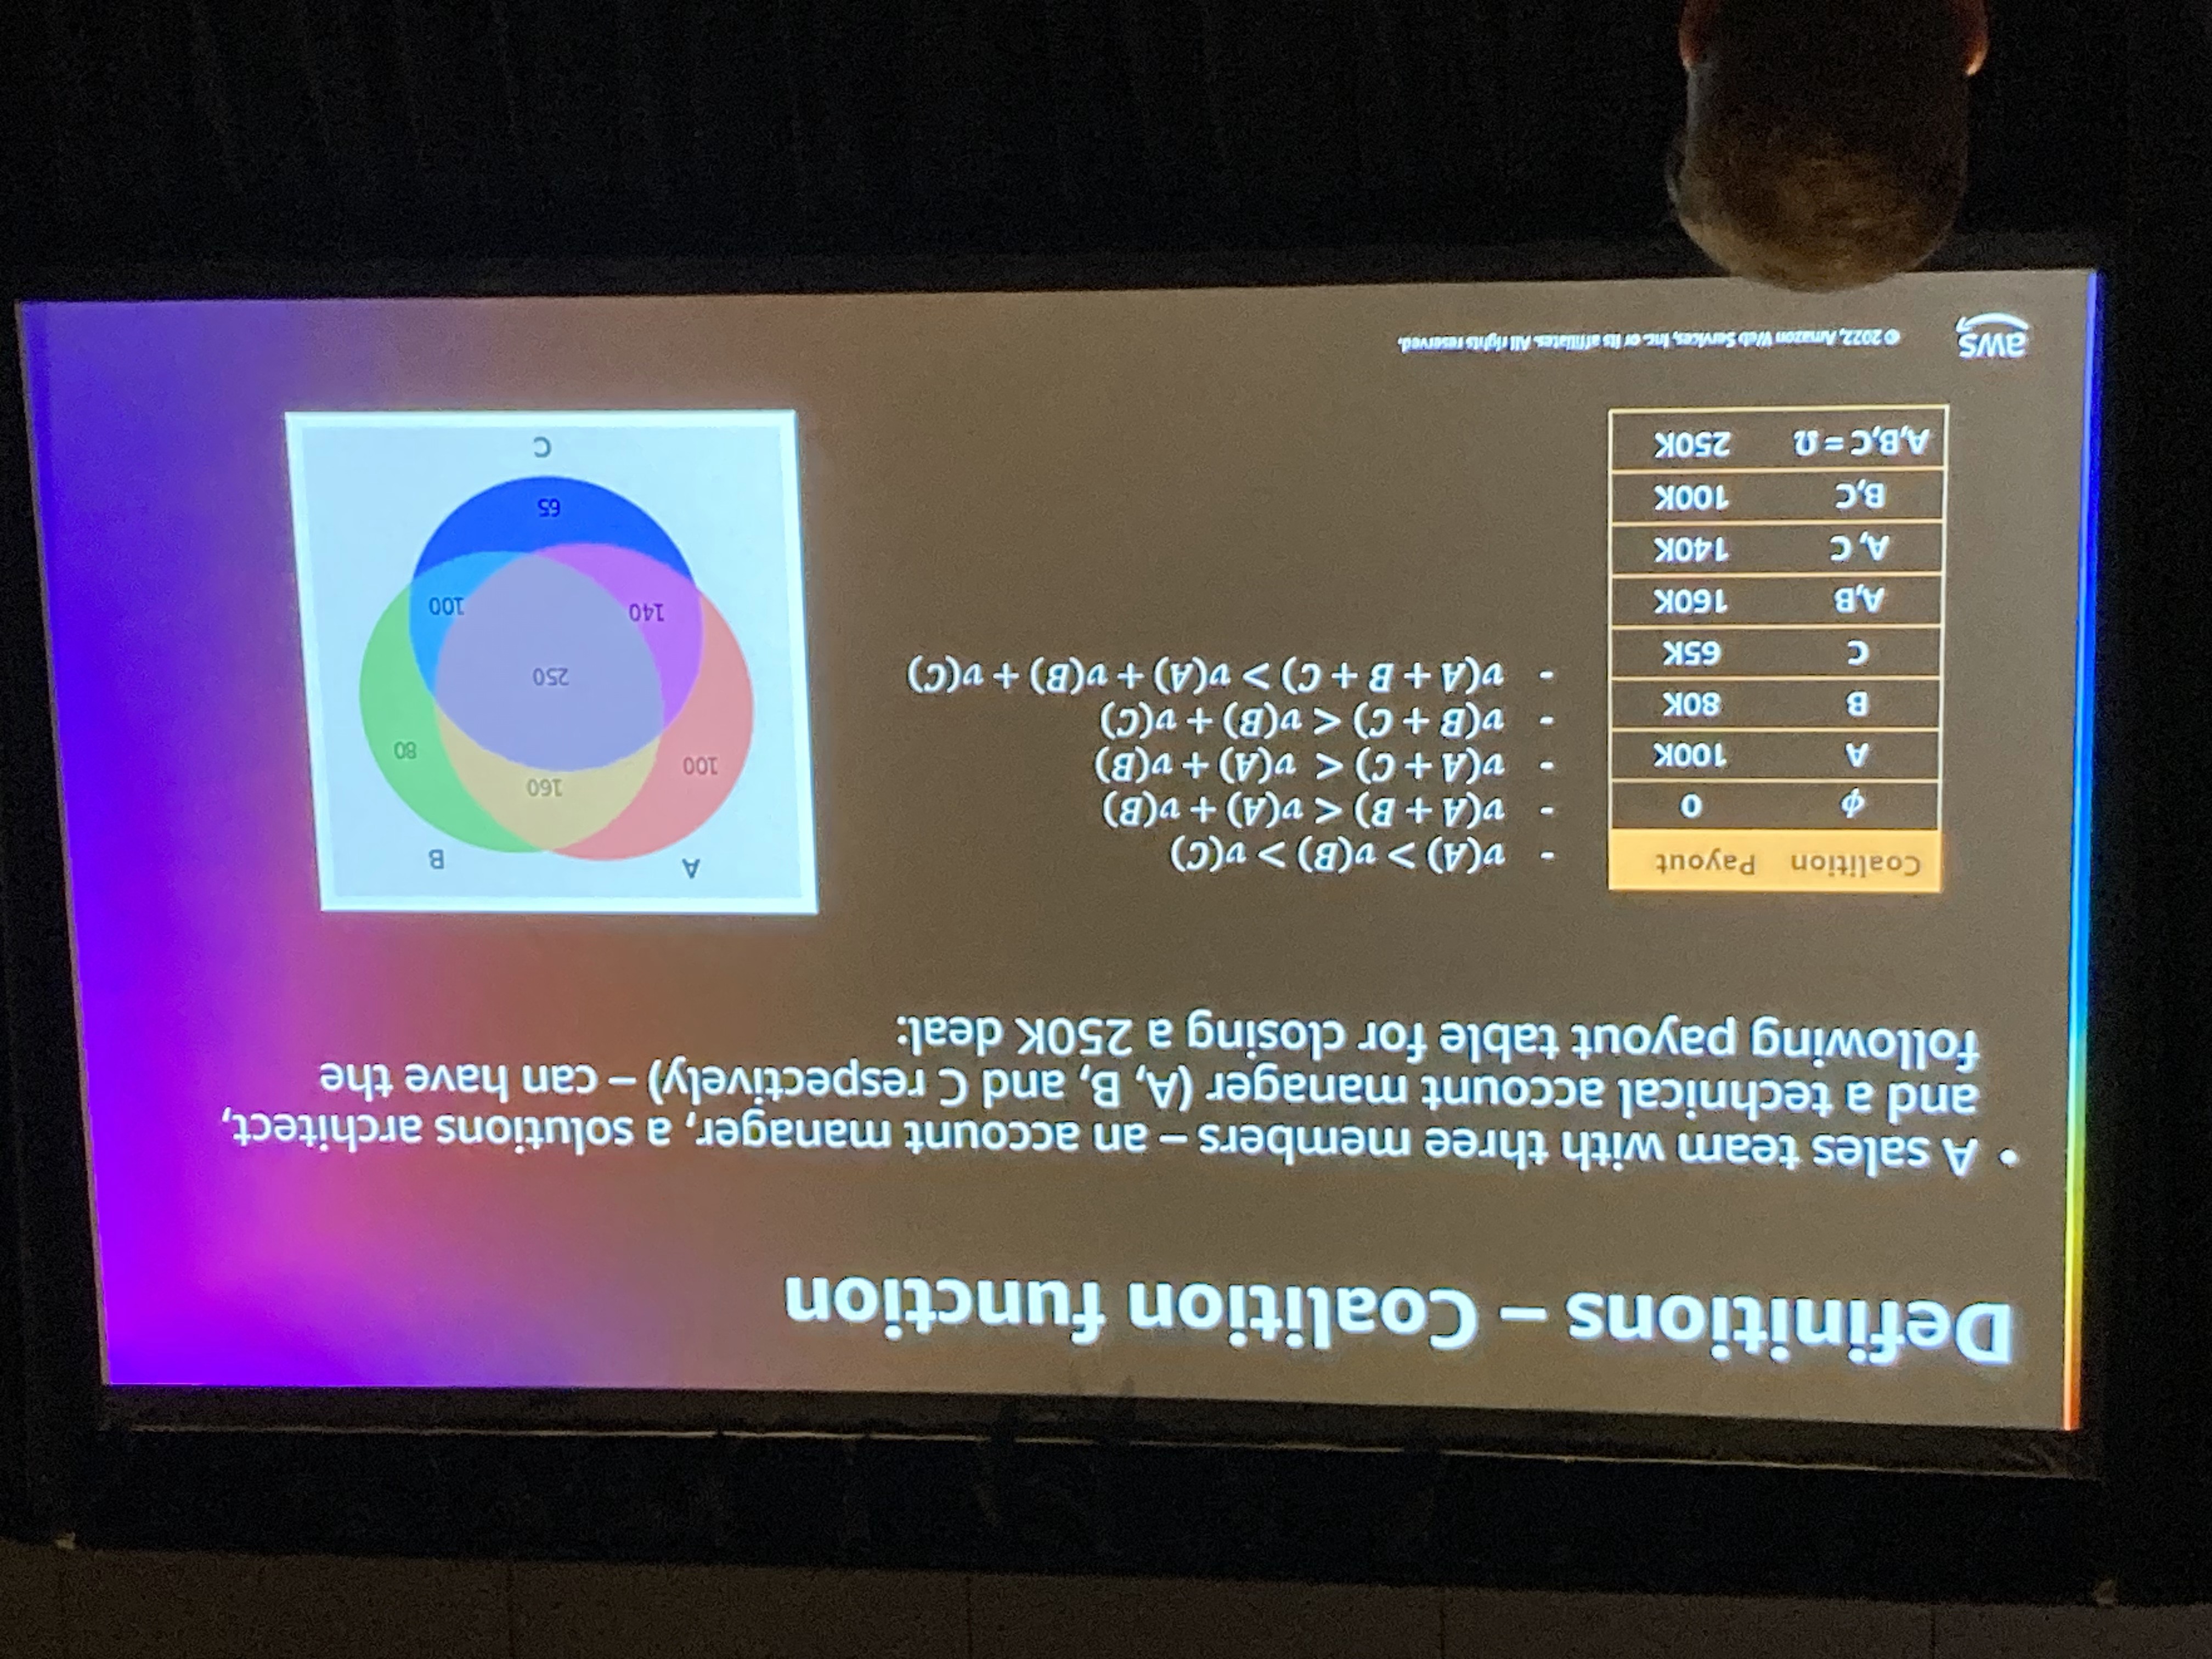 Definitions – Coalition function
• A sales team with three members – an account manager, a solutions architect,
and a technical account manager (A, B, and C respectively) – can have the
following payout table for closing a 250K deal:
Coalition Payout
ϕ 0
A 100K
B 80K
C 65K
A,B 160K
A, C 140K
B,C 100K
A,B,C = Ω 250K
- v(A) > v(B) > v(C)
- v(A + B) < v(A) + v(B)
- v(A + C) < v(A) + v(B)
- v(B + C) < v(B) + v(C)
- v(A + B + C) > v(A) + v(B) + v(C)
A
B
160
100
80
250
140
100
65
C
aws
© 2022, Amazon Web Services, Inc. or its affiliates. All rights reserved.